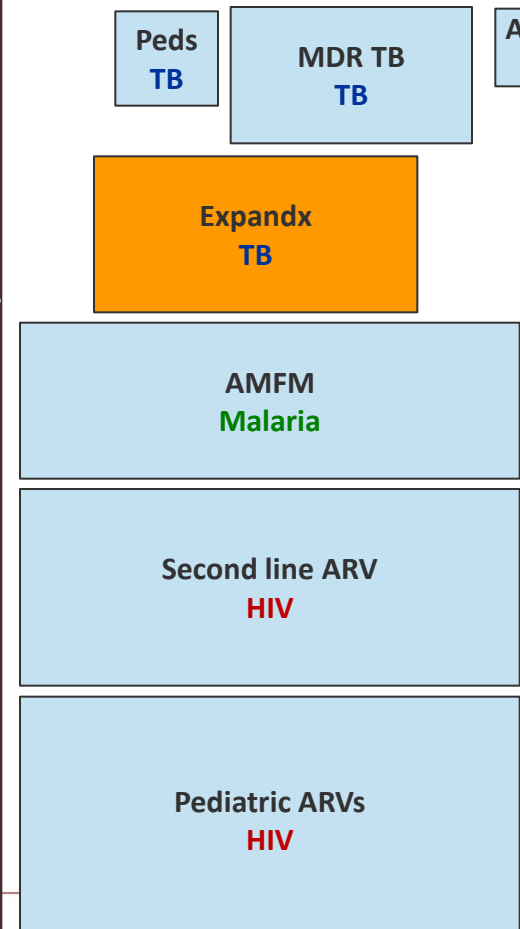 Peds
TB
MDR TB
TB
Expandx
TB
AMFM
Malaria
Second line ARV
HIV
Pediatric ARVs
HIV